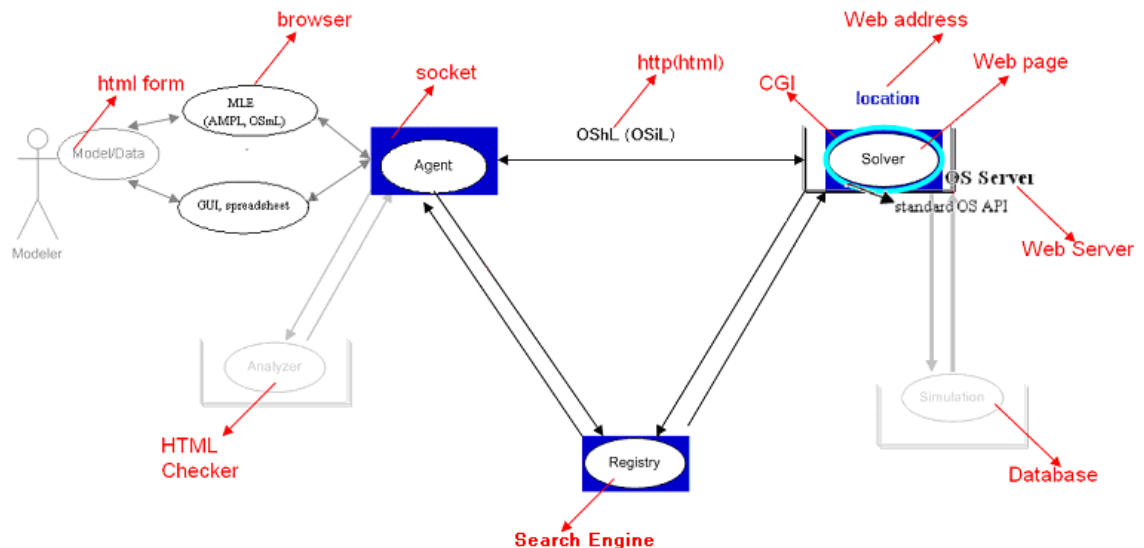 browser
Web address
http(html)
Web page
socket
CGI
html form
location
MLE
(AMPL, OSmL)
OShL (OSiL)
Model/Data
Agent
Solver
OS Server
GUI, spreadsheet
standard OS API
Modeler
Web Server
Analyzer
Simulation
HTML
Checker
Registry
Database
Search Engine